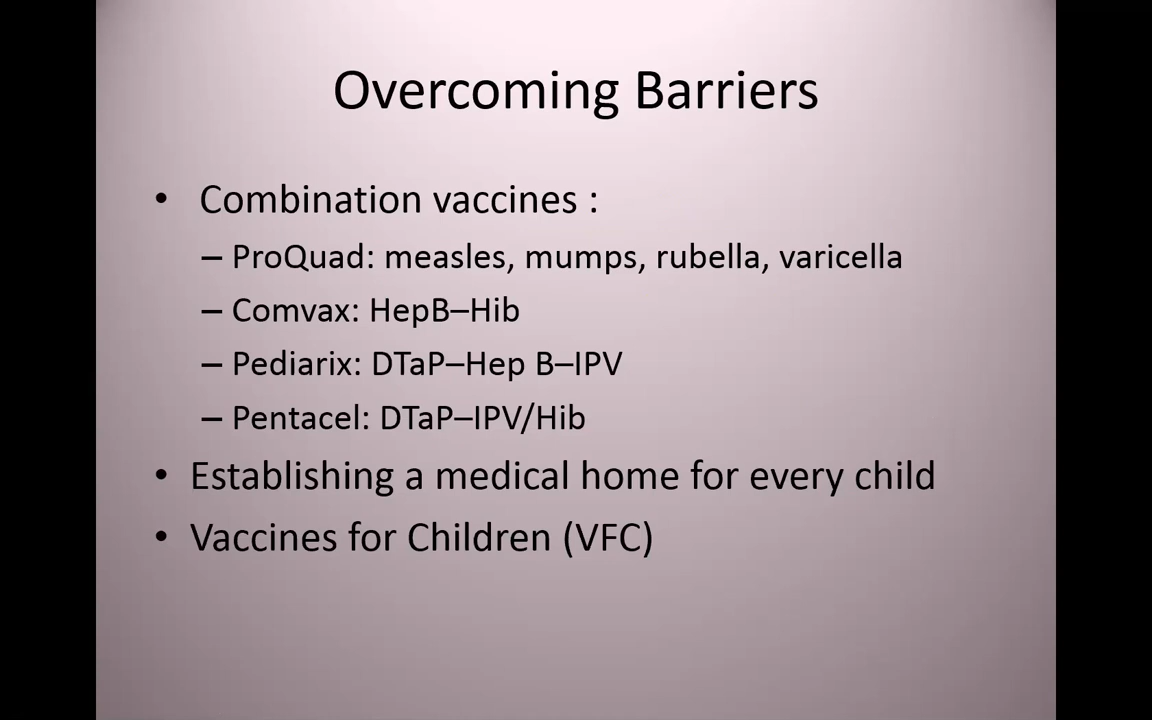 Overcoming Barriers
• Combination vaccines :
– ProQuad: measles, mumps, rubella, varicella
– Comvax: HepB–Hib
– Pediarix: DTaP–Hep B–IPV
– Pentacel: DTaP–IPV/Hib
• Establishing a medical home for every child
• Vaccines for Children (VFC)